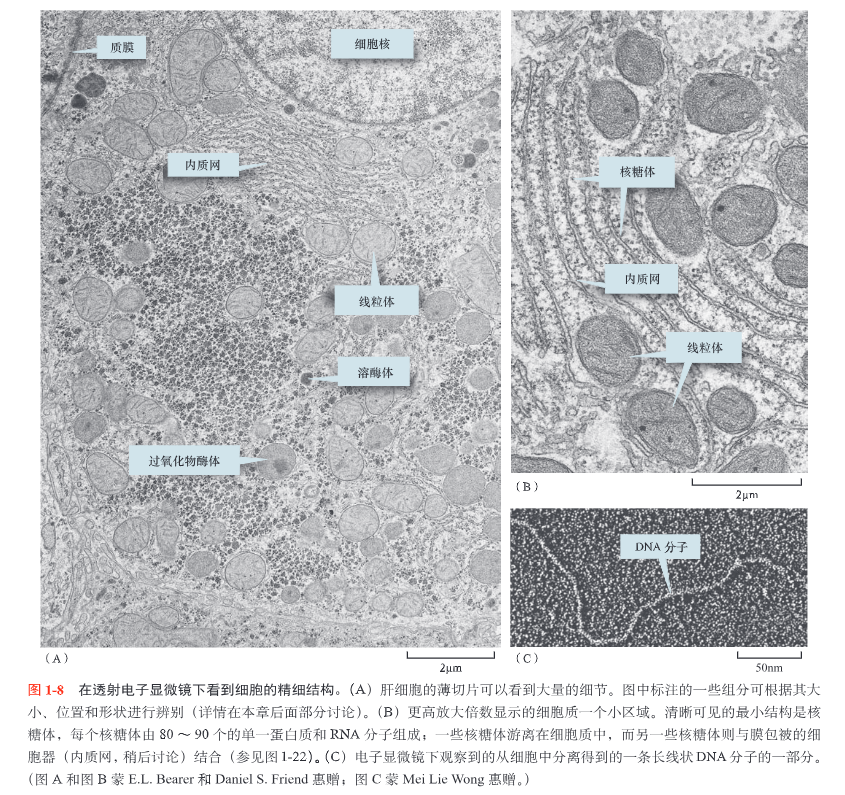 质膜
细胞核
内质网
线粒体
溶酶体
过氧化物酶体
(A)
2μm
核糖体
内质网
线粒体
(B)
2μm
DNA 分子
(C)
50nm
图 1-8 在透射电子显微镜下看到细胞的精细结构。(A)肝细胞的薄切片可以看到大量的细节。图中标注的一些组分可根据其大
小、位置和形状进行辨别(详情在本章后面部分讨论)。(B)更高放大倍数显示的细胞质一个小区域。清晰可见的最小结构是核
糖体,每个核糖体由 80 ~ 90 个的单一蛋白质和 RNA 分子组成;一些核糖体游离在细胞质中,而另一些核糖体则与膜包被的细
胞器(内质网,稍后讨论)结合(参见图1-22)。(C)电子显微镜下观察到的从细胞中分离得到的一条长线状 DNA 分子的一部分。
(图 A 和图 B 蒙 E.L. Bearer 和 Daniel S. Friend 惠赠;图 C 蒙 Mei Lie Wong 惠赠。)